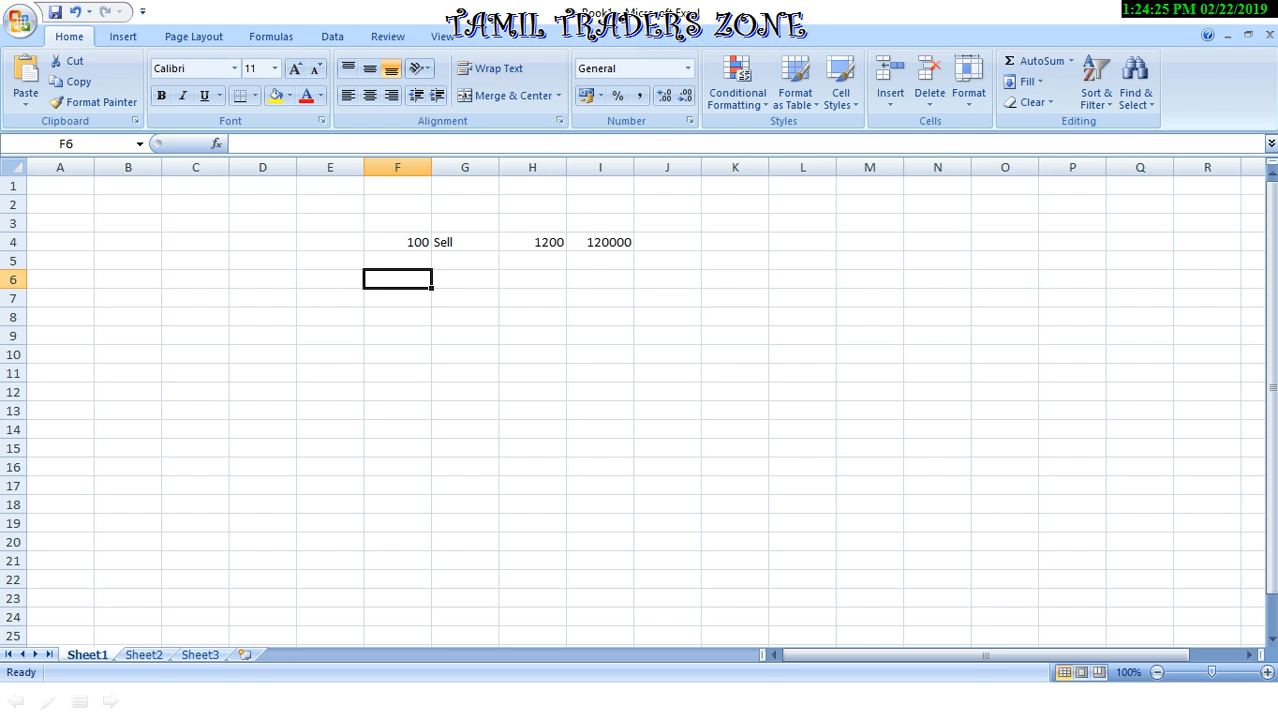 Book1 - Microsoft Excel
TAMIL TRADERS ZONE
1:24:25 PM 02/22/2019
Home Insert Page Layout Formulas Data Review View
Paste Cut Copy Format Painter Clipboard
Calibri 11 B I U A Font
Wrap Text Merge & Center Alignment
General % , Number
Conditional Formatting Format as Table Cell Styles Styles
Insert Delete Format Cells
Σ AutoSum Fill Clear Sort & Filter Find & Select Editing
F6 fx
A B C D E F G H I J K L M N O P Q R
1
2
3
4 100 Sell 1200 120000
5
6
7
8
9
10
11
12
13
14
15
16
17
18
19
20
21
22
23
24
25
Sheet1 Sheet2 Sheet3
Ready 100%